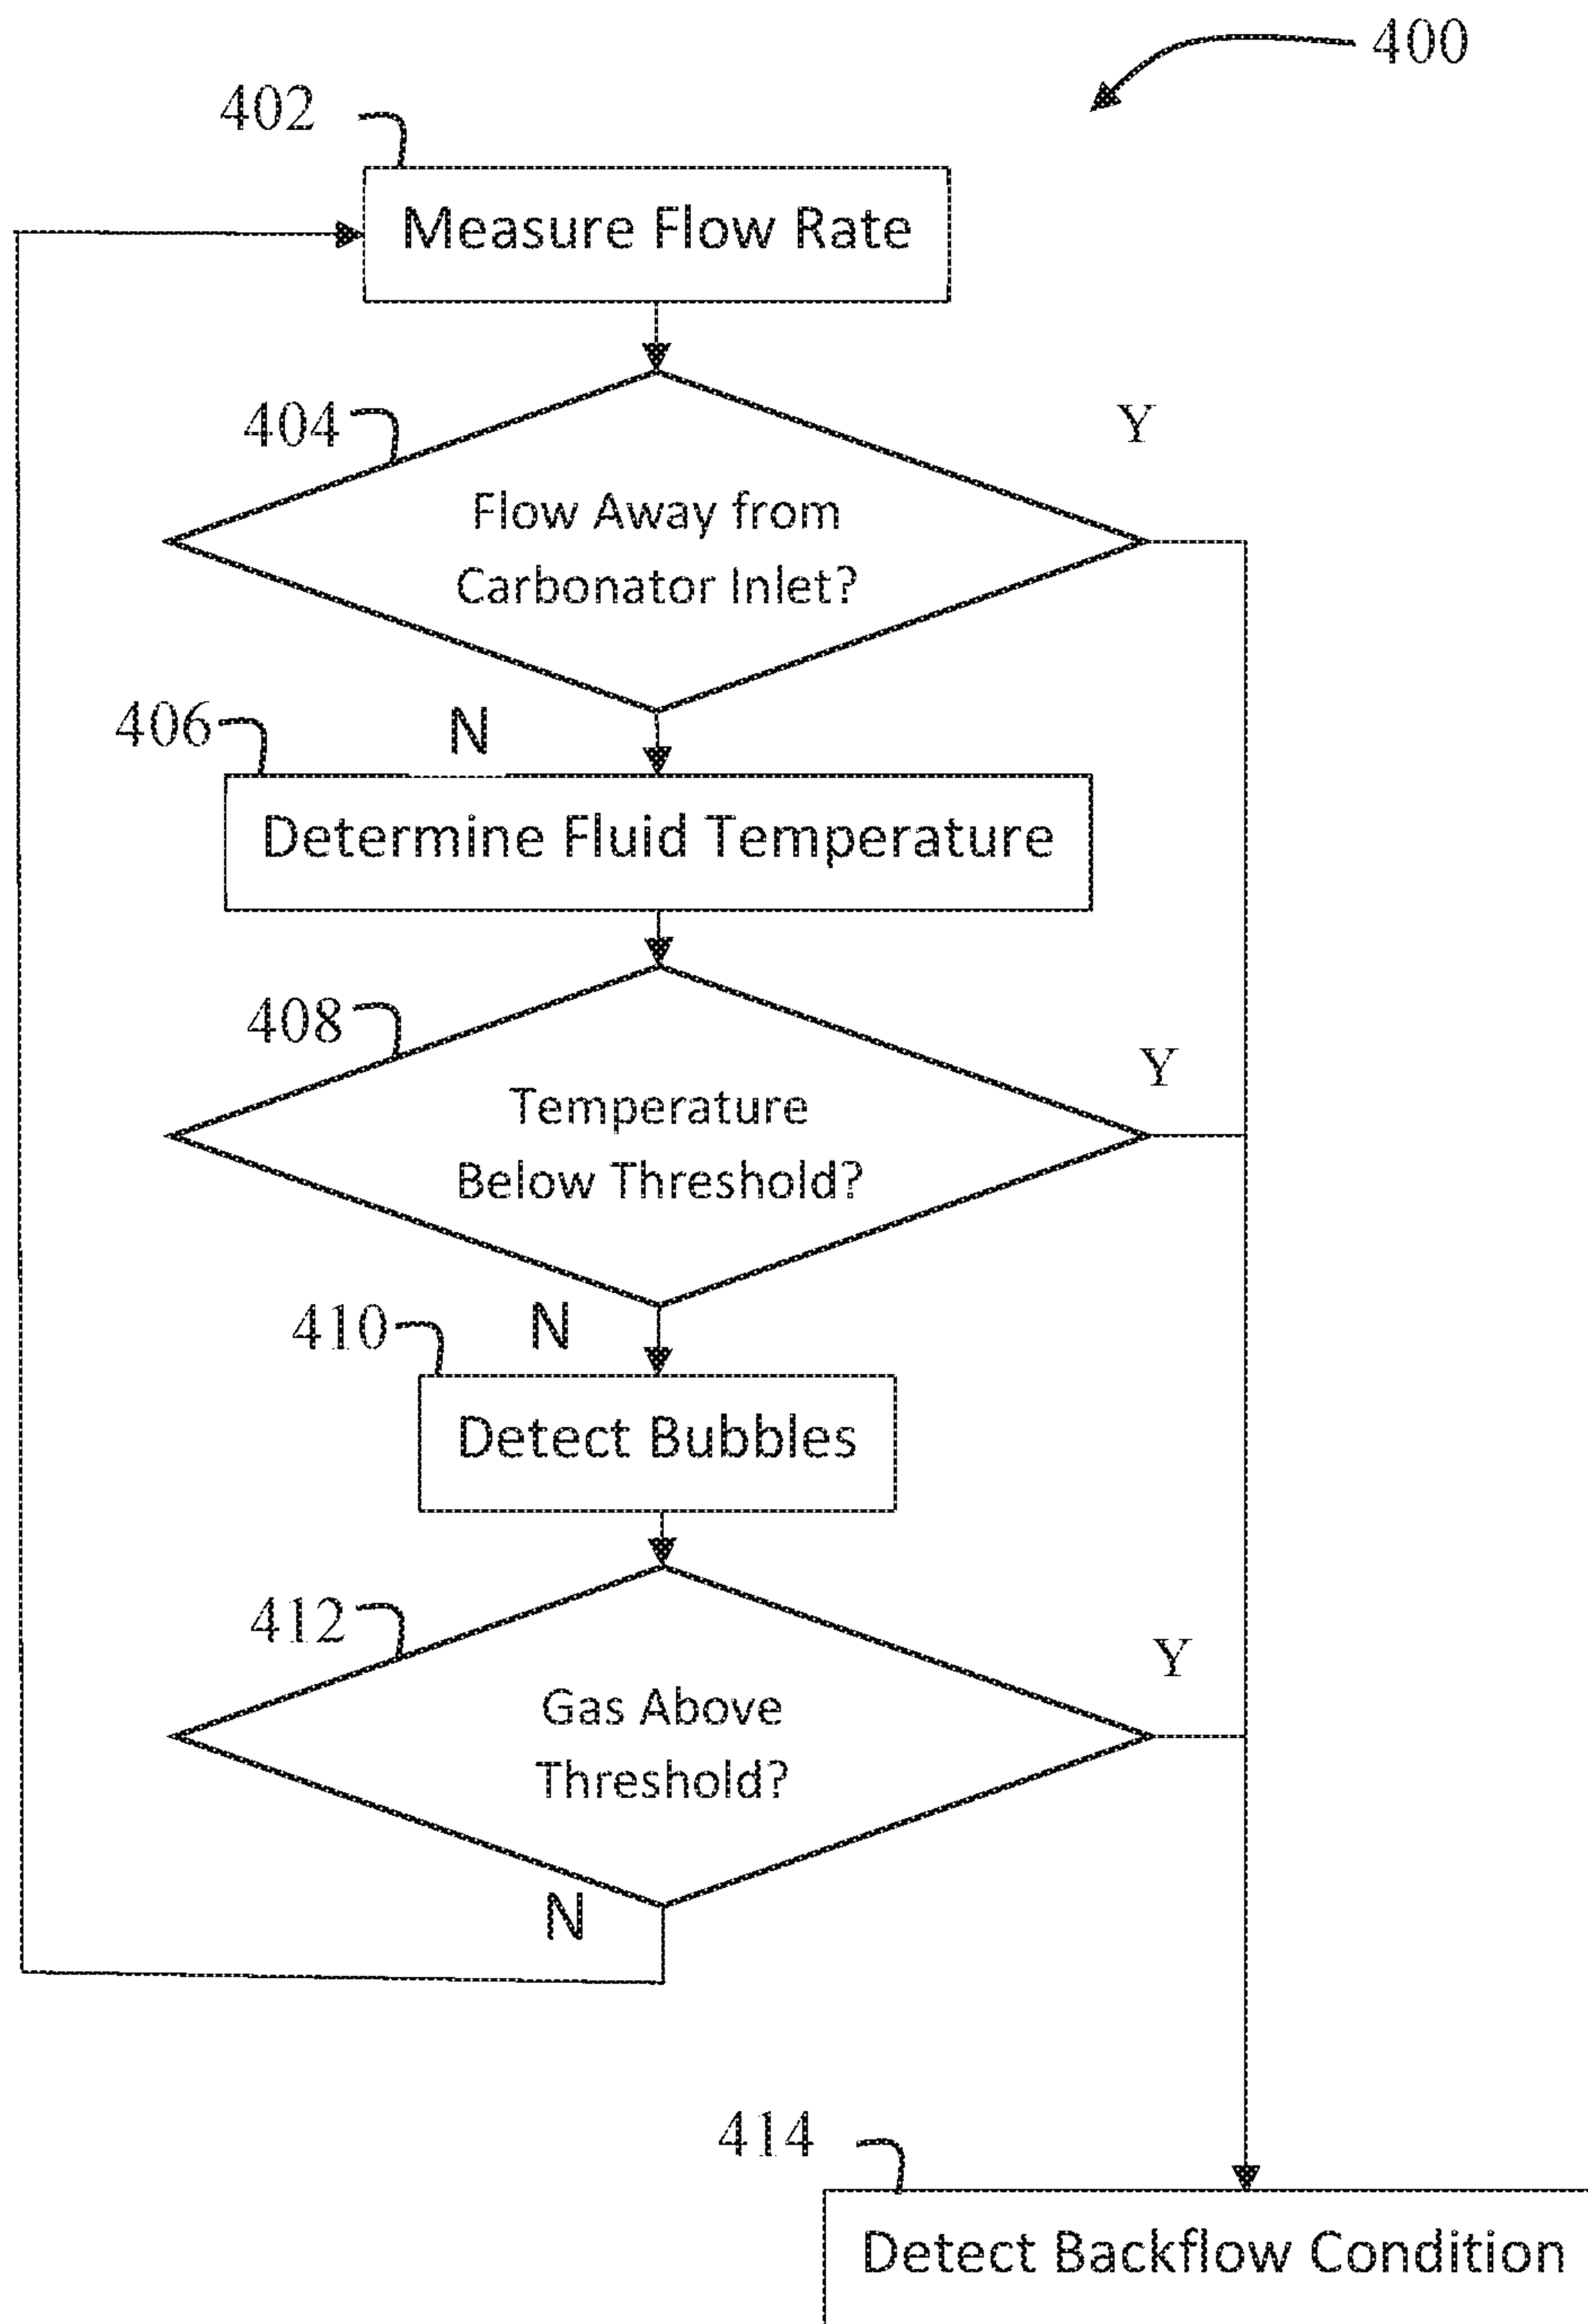 400
402
Measure Flow Rate
404
Y
Flow Away from
Carbonator Inlet?
406
N
Determine Fluid Temperature
408
Y
Temperature
Below Threshold?
410
N
Detect Bubbles
412
Y
Gas Above
Threshold?
N
414
Detect Backflow Condition